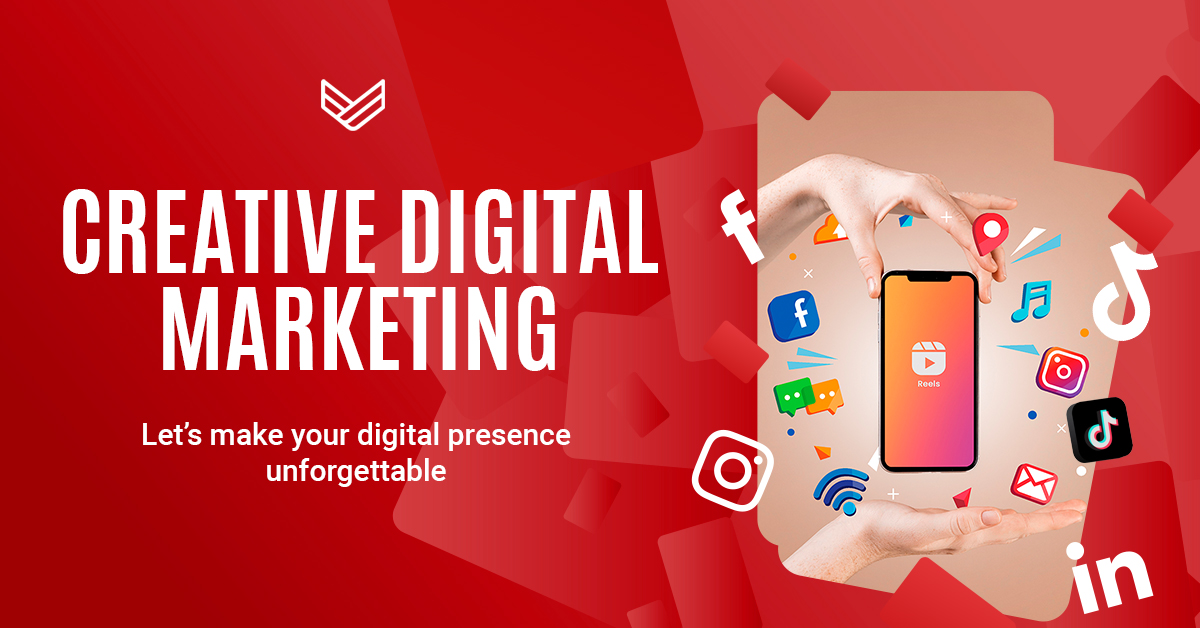 CREATIVE DIGITAL
MARKETING
Let's make your digital presence
unforgettable
Reels